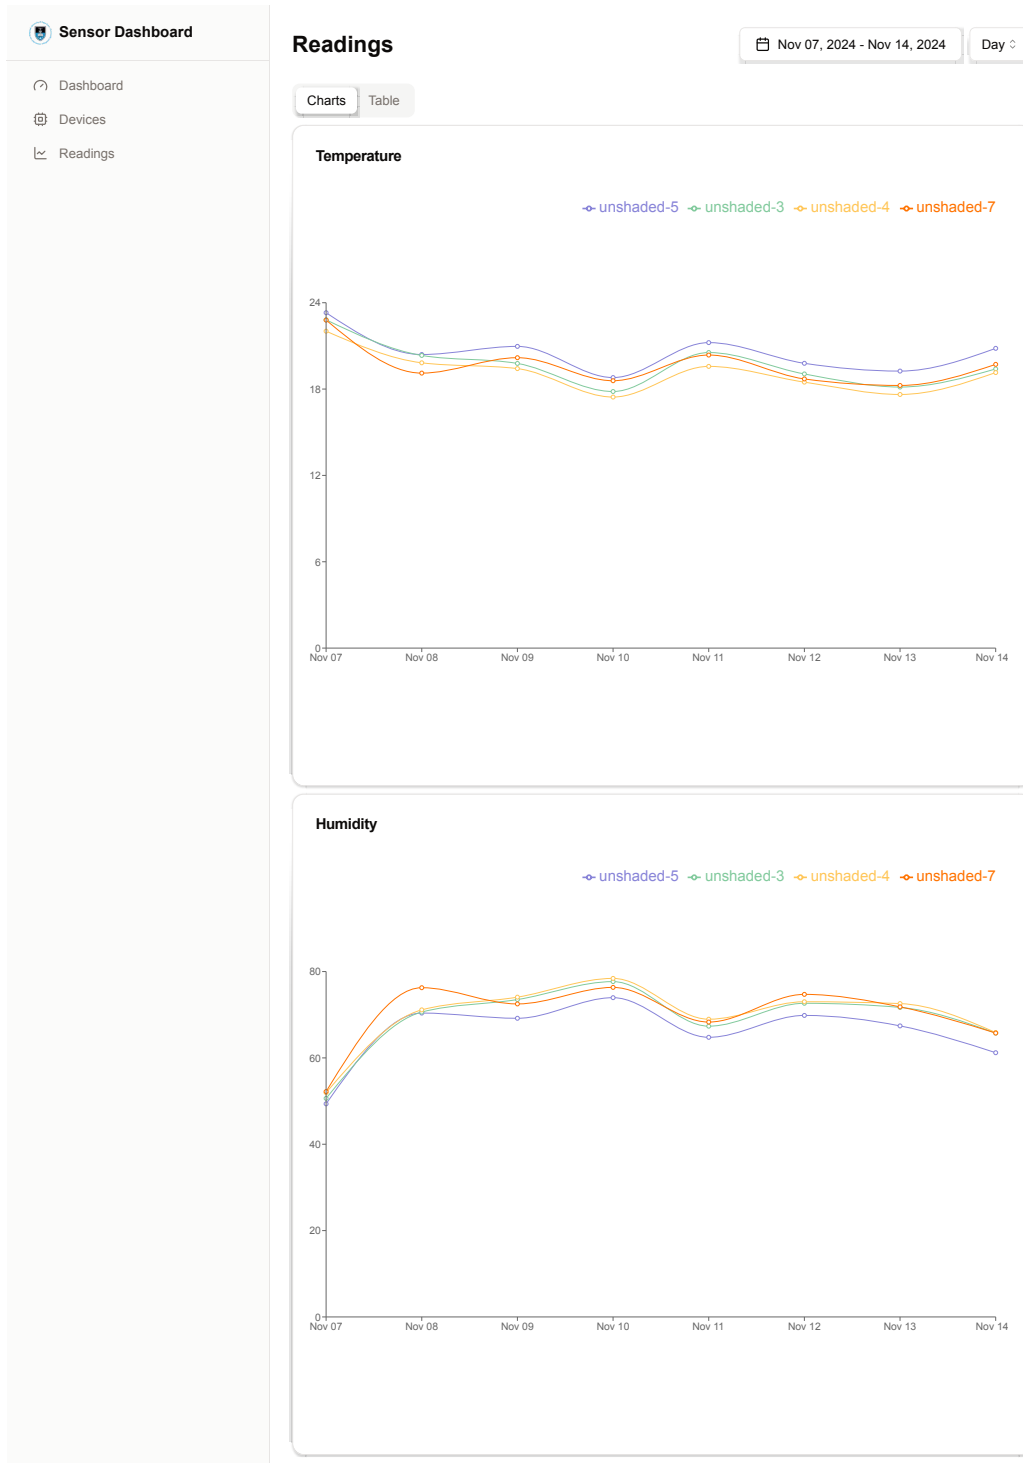 Sensor Dashboard
Dashboard
Devices
Readings
Readings
Nov 07, 2024 - Nov 14, 2024
Day
Charts Table
Temperature
unshaded-5 unshaded-3 unshaded-4 unshaded-7
24
18
12
6
0
Nov 07 Nov 08 Nov 09 Nov 10 Nov 11 Nov 12 Nov 13 Nov 14
Humidity
unshaded-5 unshaded-3 unshaded-4 unshaded-7
80
60
40
20
0
Nov 07 Nov 08 Nov 09 Nov 10 Nov 11 Nov 12 Nov 13 Nov 14